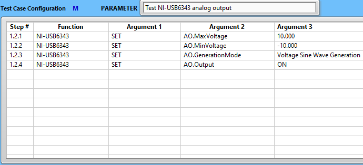 Test Case Configuration M PARAMETER Test NI-USB6343 analog output
Step # Function Argument 1 Argument 2 Argument 3
1.2.1 NI-USB6343 SET AO.MaxVoltage 10.000
1.2.2 NI-USB6343 SET AO.MinVoltage -10.000
1.2.3 NI-USB6343 SET AO.GenerationMode Voltage Sine Wave Generation
1.2.4 NI-USB6343 SET AO.Output ON